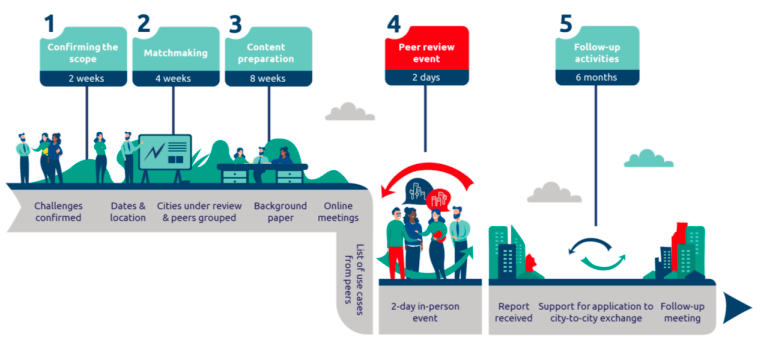 1
Confirming the
scope
2 weeks
2
Matchmaking
4 weeks
3
Content
preparation
8 weeks
4
Peer review
event
2 days
5
Follow-up
activities
6 months
Challenges
confirmed
Dates &
location
Cities under review
& peers grouped
Background
paper
Online
meetings
List of use cases
from peers
2-day in-person
event
Report
received
Support for application to
city-to-city exchange
Follow-up
meeting